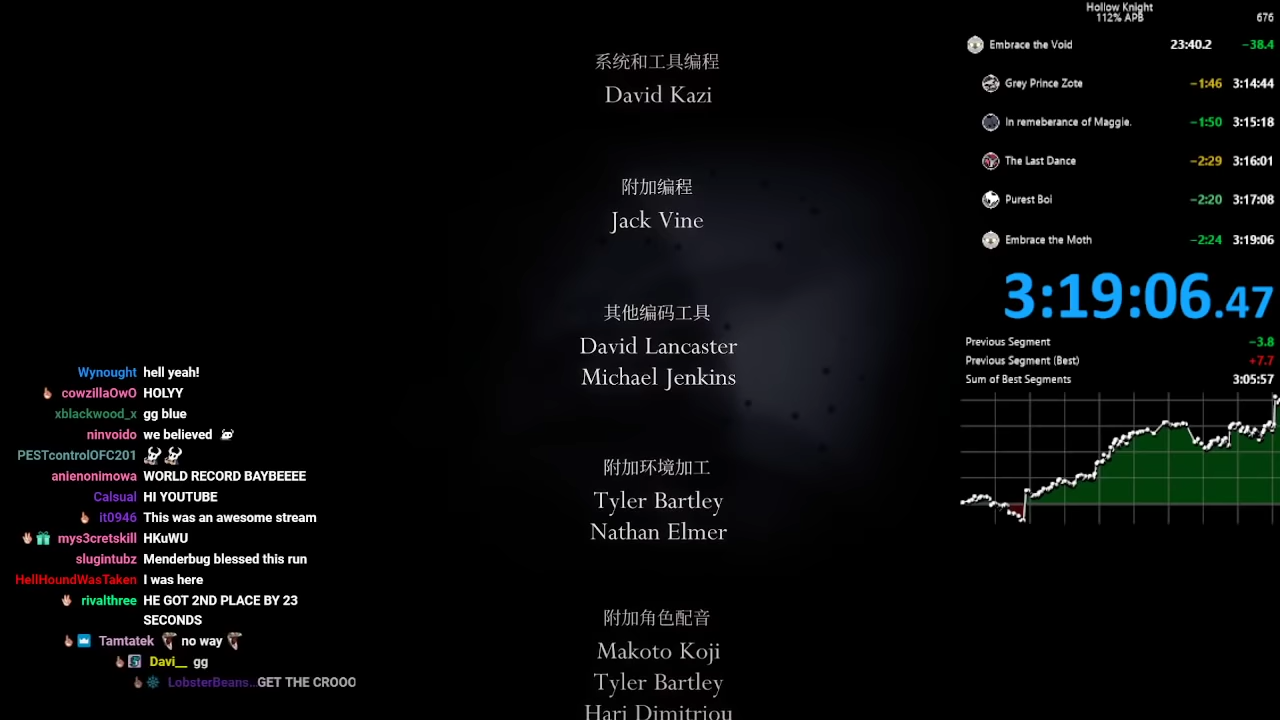 系统和工具编程
David Kazi
附加编程
Jack Vine
其他编码工具
David Lancaster
Michael Jenkins
附加环境加工
Tyler Bartley
Nathan Elmer
附加角色配音
Makoto Koji
Tyler Bartley
Hari Dimitriou
Wynought hell yeah!
cowzillaOwO HOLYY
xblackwood_x gg blue
ninvoido we believed
PESTcontrolOFC201
anienonimowa WORLD RECORD BAYBEEEE
Calsual HI YOUTUBE
it0946 This was an awesome stream
mys3cretskill HKuWU
slugintubz Menderbug blessed this run
HellHoundWasTaken I was here
rivalthree HE GOT 2ND PLACE BY 23
SECONDS
Tamtatek no way
Davi__ gg
LobsterBeans... GET THE CROOO
Hollow Knight
112% APB 676
Embrace the Void 23:40.2 −38.4
Grey Prince Zote −1:46 3:14:44
In remeberance of Maggie. −1:50 3:15:18
The Last Dance −2:29 3:16:01
Purest Boi −2:20 3:17:08
Embrace the Moth −2:24 3:19:06
3:19:06.47
Previous Segment −3.8
Previous Segment (Best) +7.7
Sum of Best Segments 3:05:57